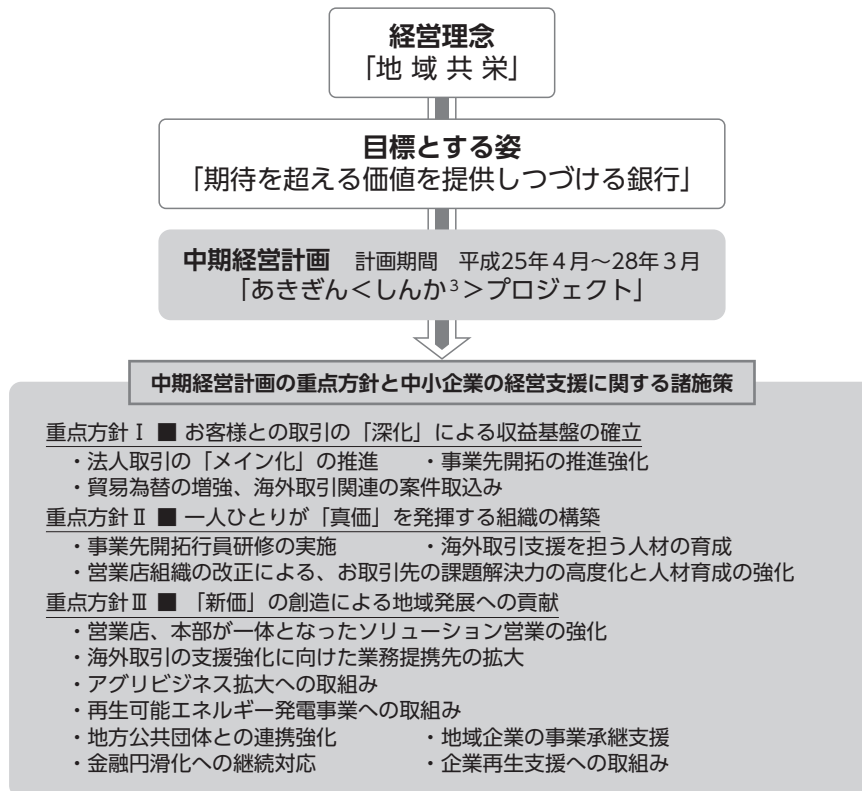 経営理念
「地 域 共 栄」
目標とする姿
「期待を超える価値を提供しつづける銀行」
中期経営計画　計画期間　平成25年４月～28年３月
「あきぎん＜しんか³＞プロジェクト」
中期経営計画の重点方針と中小企業の経営支援に関する諸施策
重点方針Ⅰ ■ お客様との取引の「深化」による収益基盤の確立
・法人取引の「メイン化」の推進　・事業先開拓の推進強化
・貿易為替の増強、海外取引関連の案件取込み
重点方針Ⅱ ■ 一人ひとりが「真価」を発揮する組織の構築
・事業先開拓行員研修の実施　・海外取引支援を担う人材の育成
・営業店組織の改正による、お取引先の課題解決力の高度化と人材育成の強化
重点方針Ⅲ ■ 「新価」の創造による地域発展への貢献
・営業店、本部が一体となったソリューション営業の強化
・海外取引の支援強化に向けた業務提携先の拡大
・アグリビジネス拡大への取組み
・再生可能エネルギー発電事業への取組み
・地方公共団体との連携強化　・地域企業の事業承継支援
・金融円滑化への継続対応　・企業再生支援への取組み